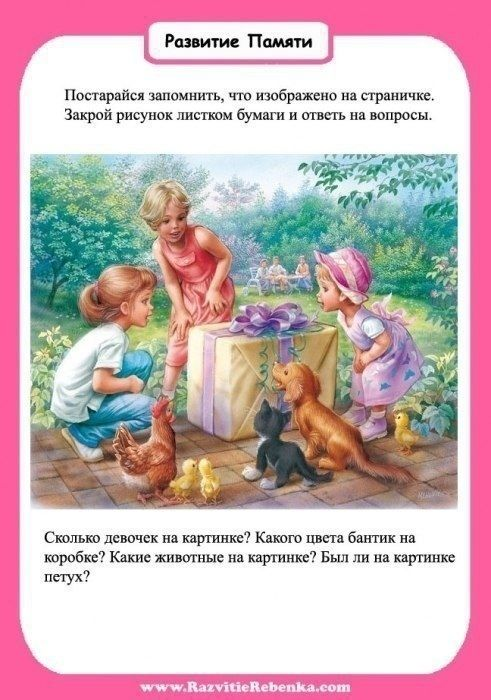 Развитие Памяти
Постарайся запомнить, что изображено на страничке.
Закрой рисунок листком бумаги и ответь на вопросы.
Сколько девочек на картинке? Какого цвета бантик на
коробке? Какие животные на картинке? Был ли на картинке
петух?
www.RazvitieRebenka.com